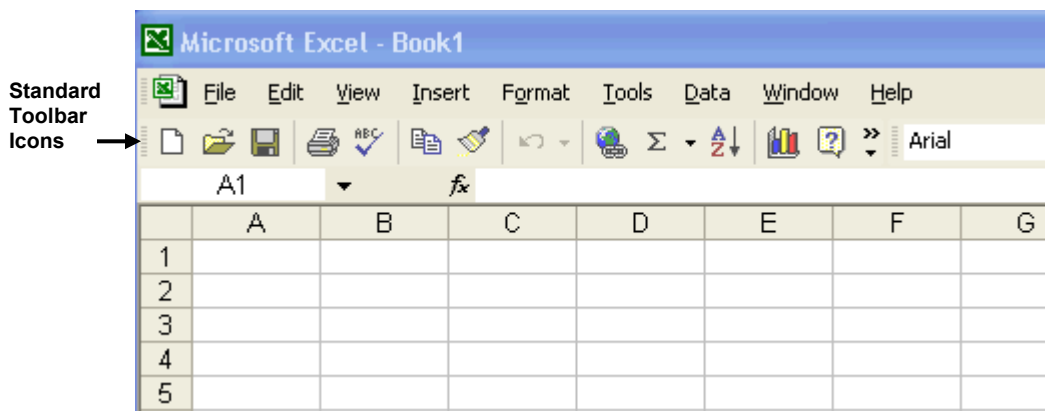 Microsoft Excel - Book1
Standard
Toolbar
Icons
File Edit View Insert Format Tools Data Window Help
ABC Σ A Z ? Arial
A1 fx
A B C D E F G
1
2
3
4
5